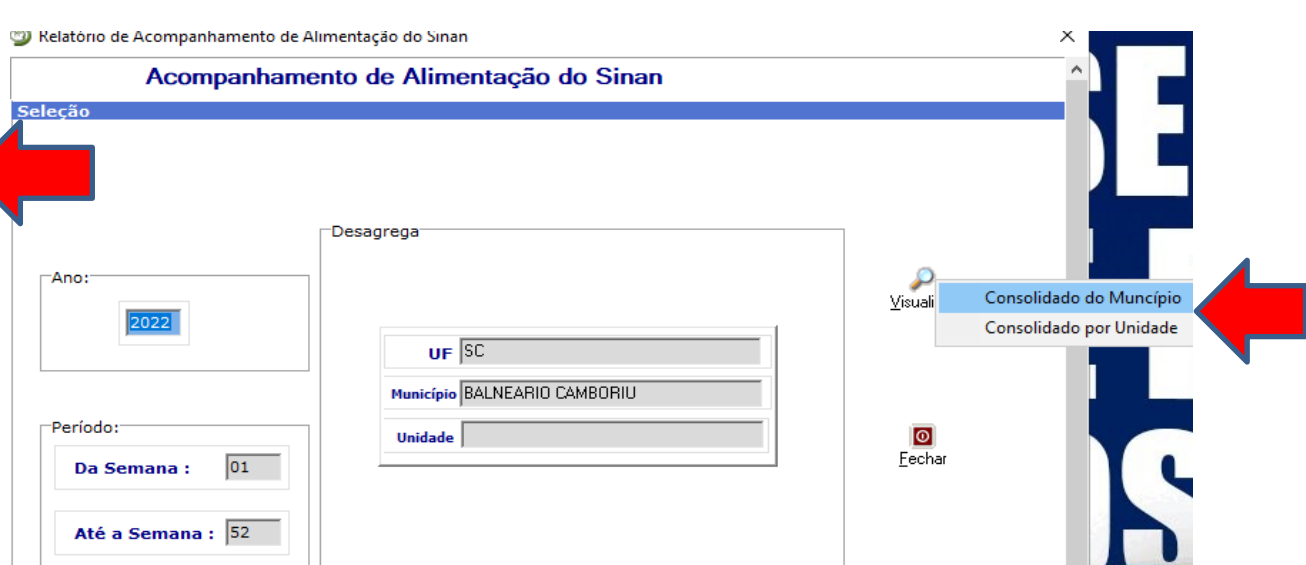 Relatório de Acompanhamento de Alimentação do Sinan
Acompanhamento de Alimentação do Sinan
Seleção
Desagrega
Ano:
2022
Visuali
Consolidado do Muncípio
Consolidado por Unidade
UF SC
Município BALNEARIO CAMBORIU
Unidade
Período:
Da Semana : 01
Até a Semana : 52
Fechar